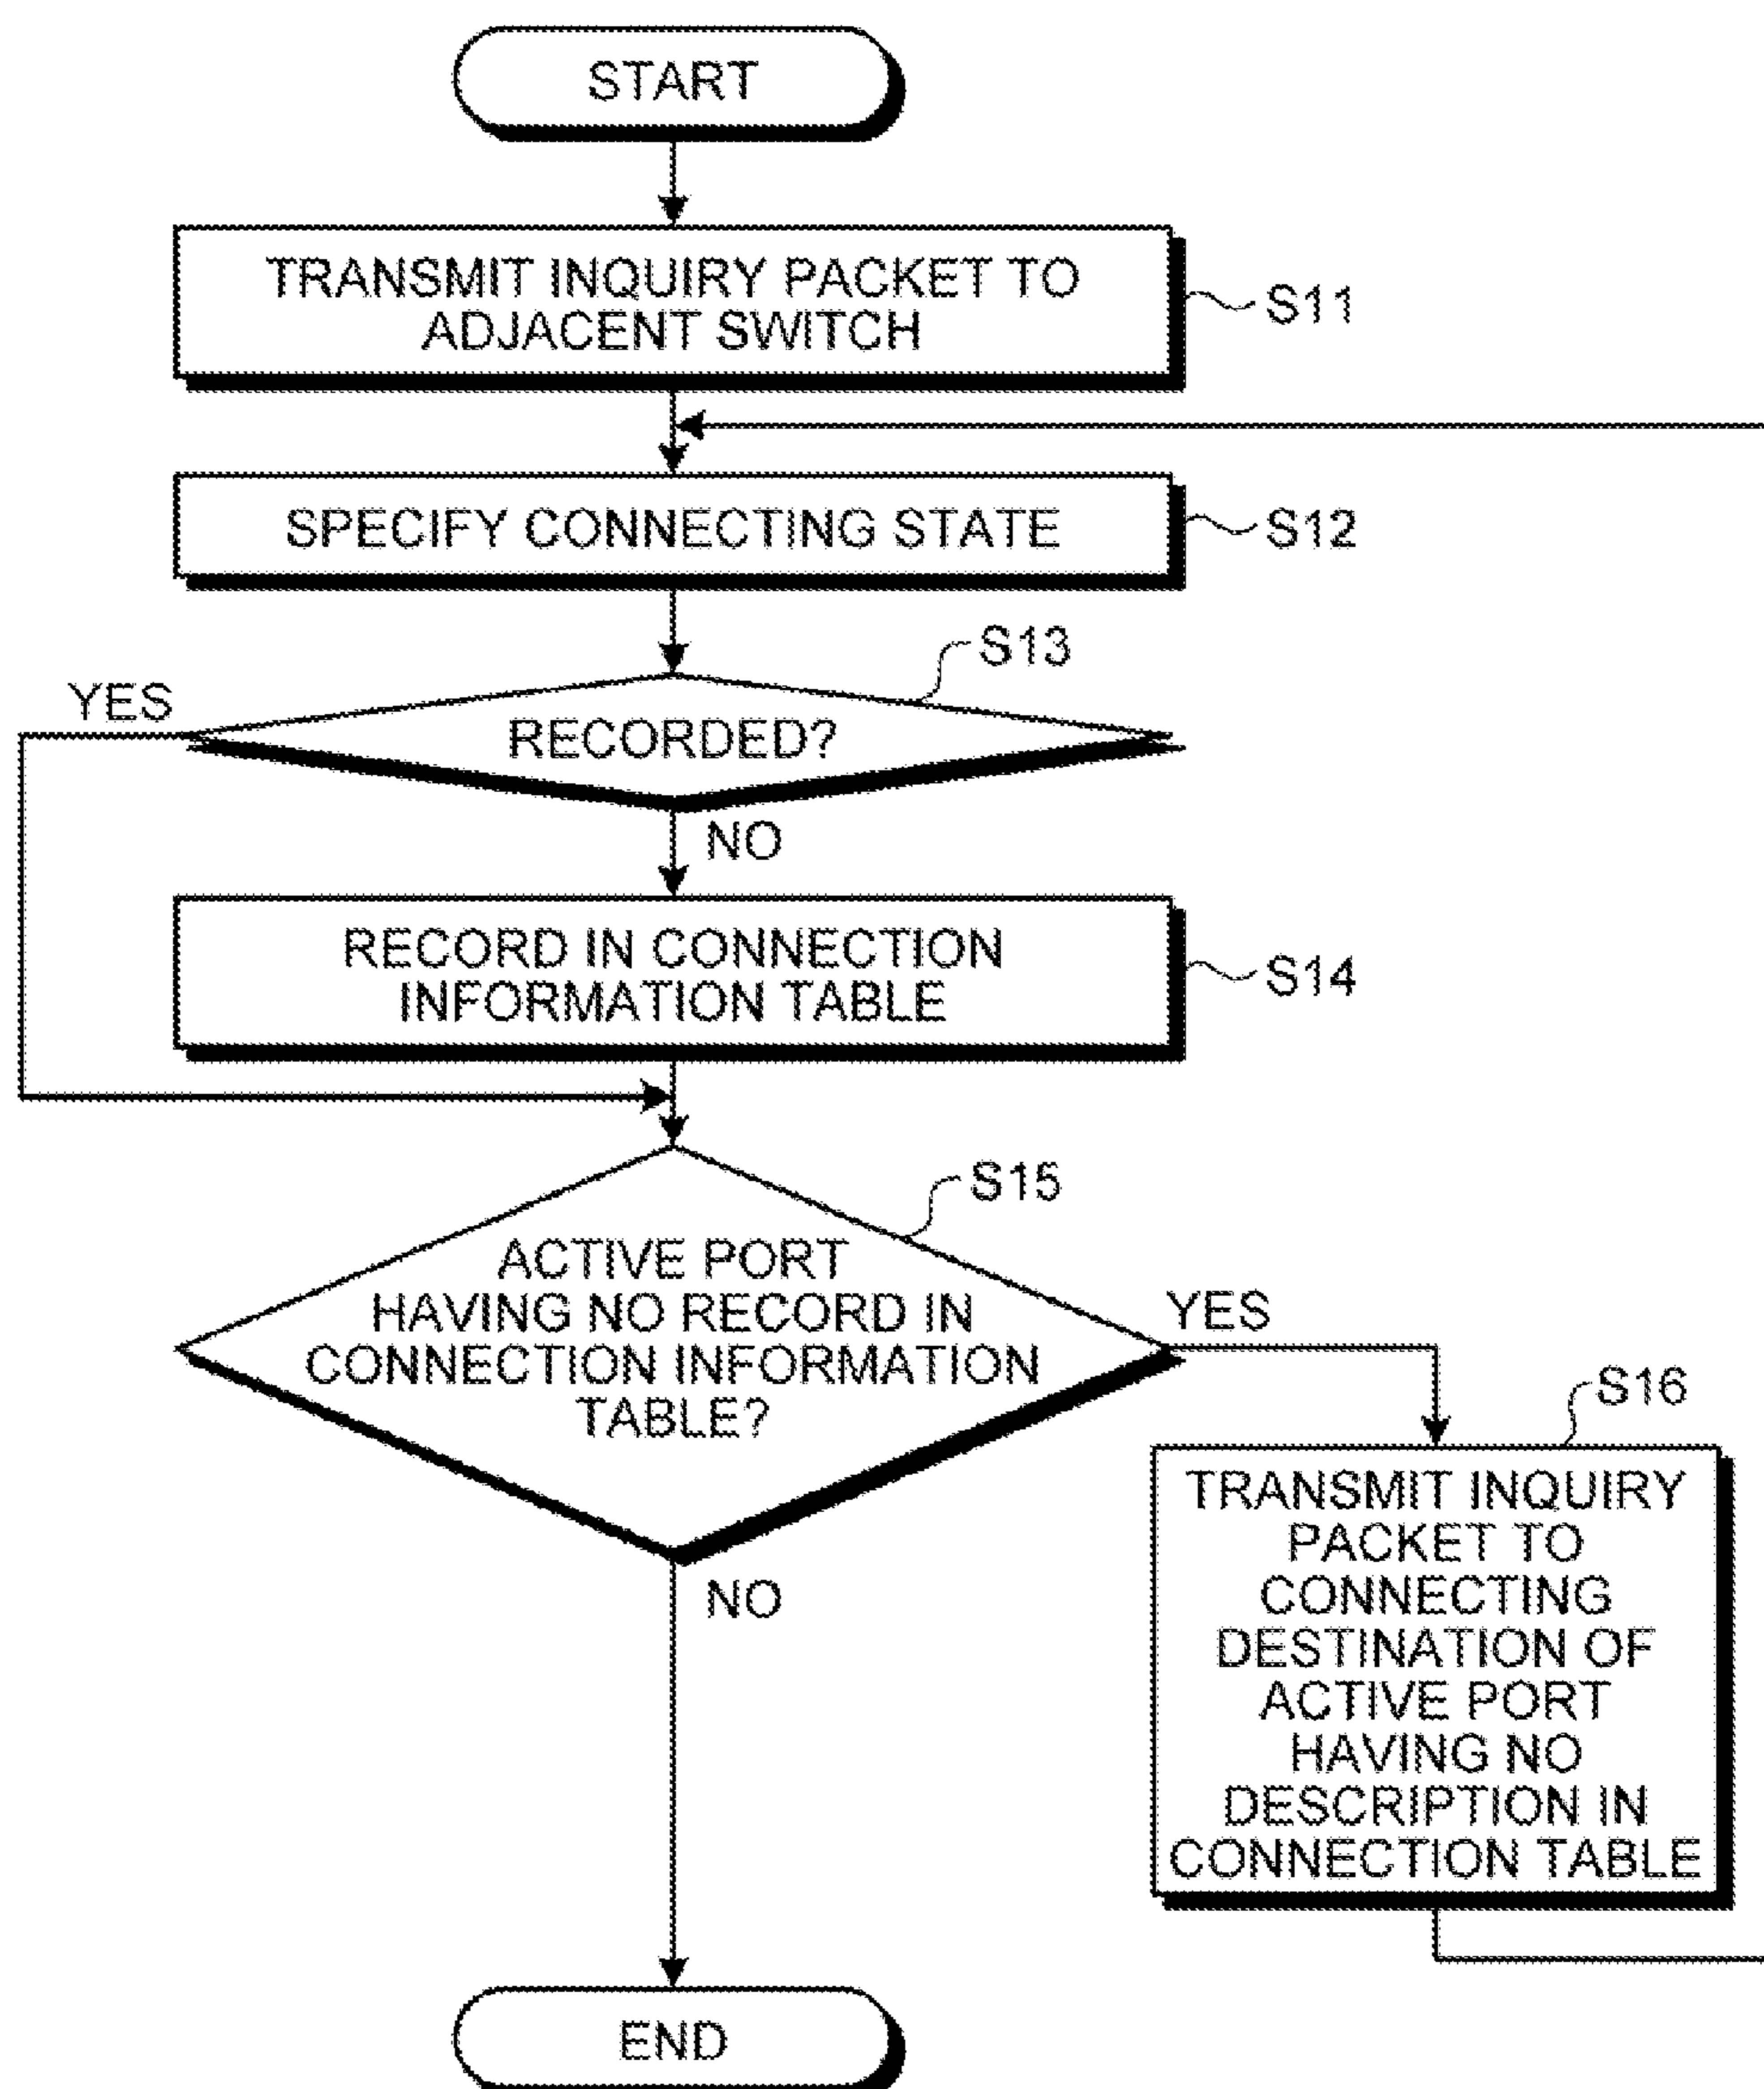 START
TRANSMIT INQUIRY PACKET TO
ADJACENT SWITCH
S11
SPECIFY CONNECTING STATE
S12
S13
YES
RECORDED?
NO
RECORD IN CONNECTION
INFORMATION TABLE
S14
S15
ACTIVE PORT
HAVING NO RECORD IN
CONNECTION INFORMATION
TABLE?
YES
S16
TRANSMIT INQUIRY
PACKET TO
CONNECTING
DESTINATION OF
ACTIVE PORT
HAVING NO
DESCRIPTION IN
CONNECTION TABLE
NO
END